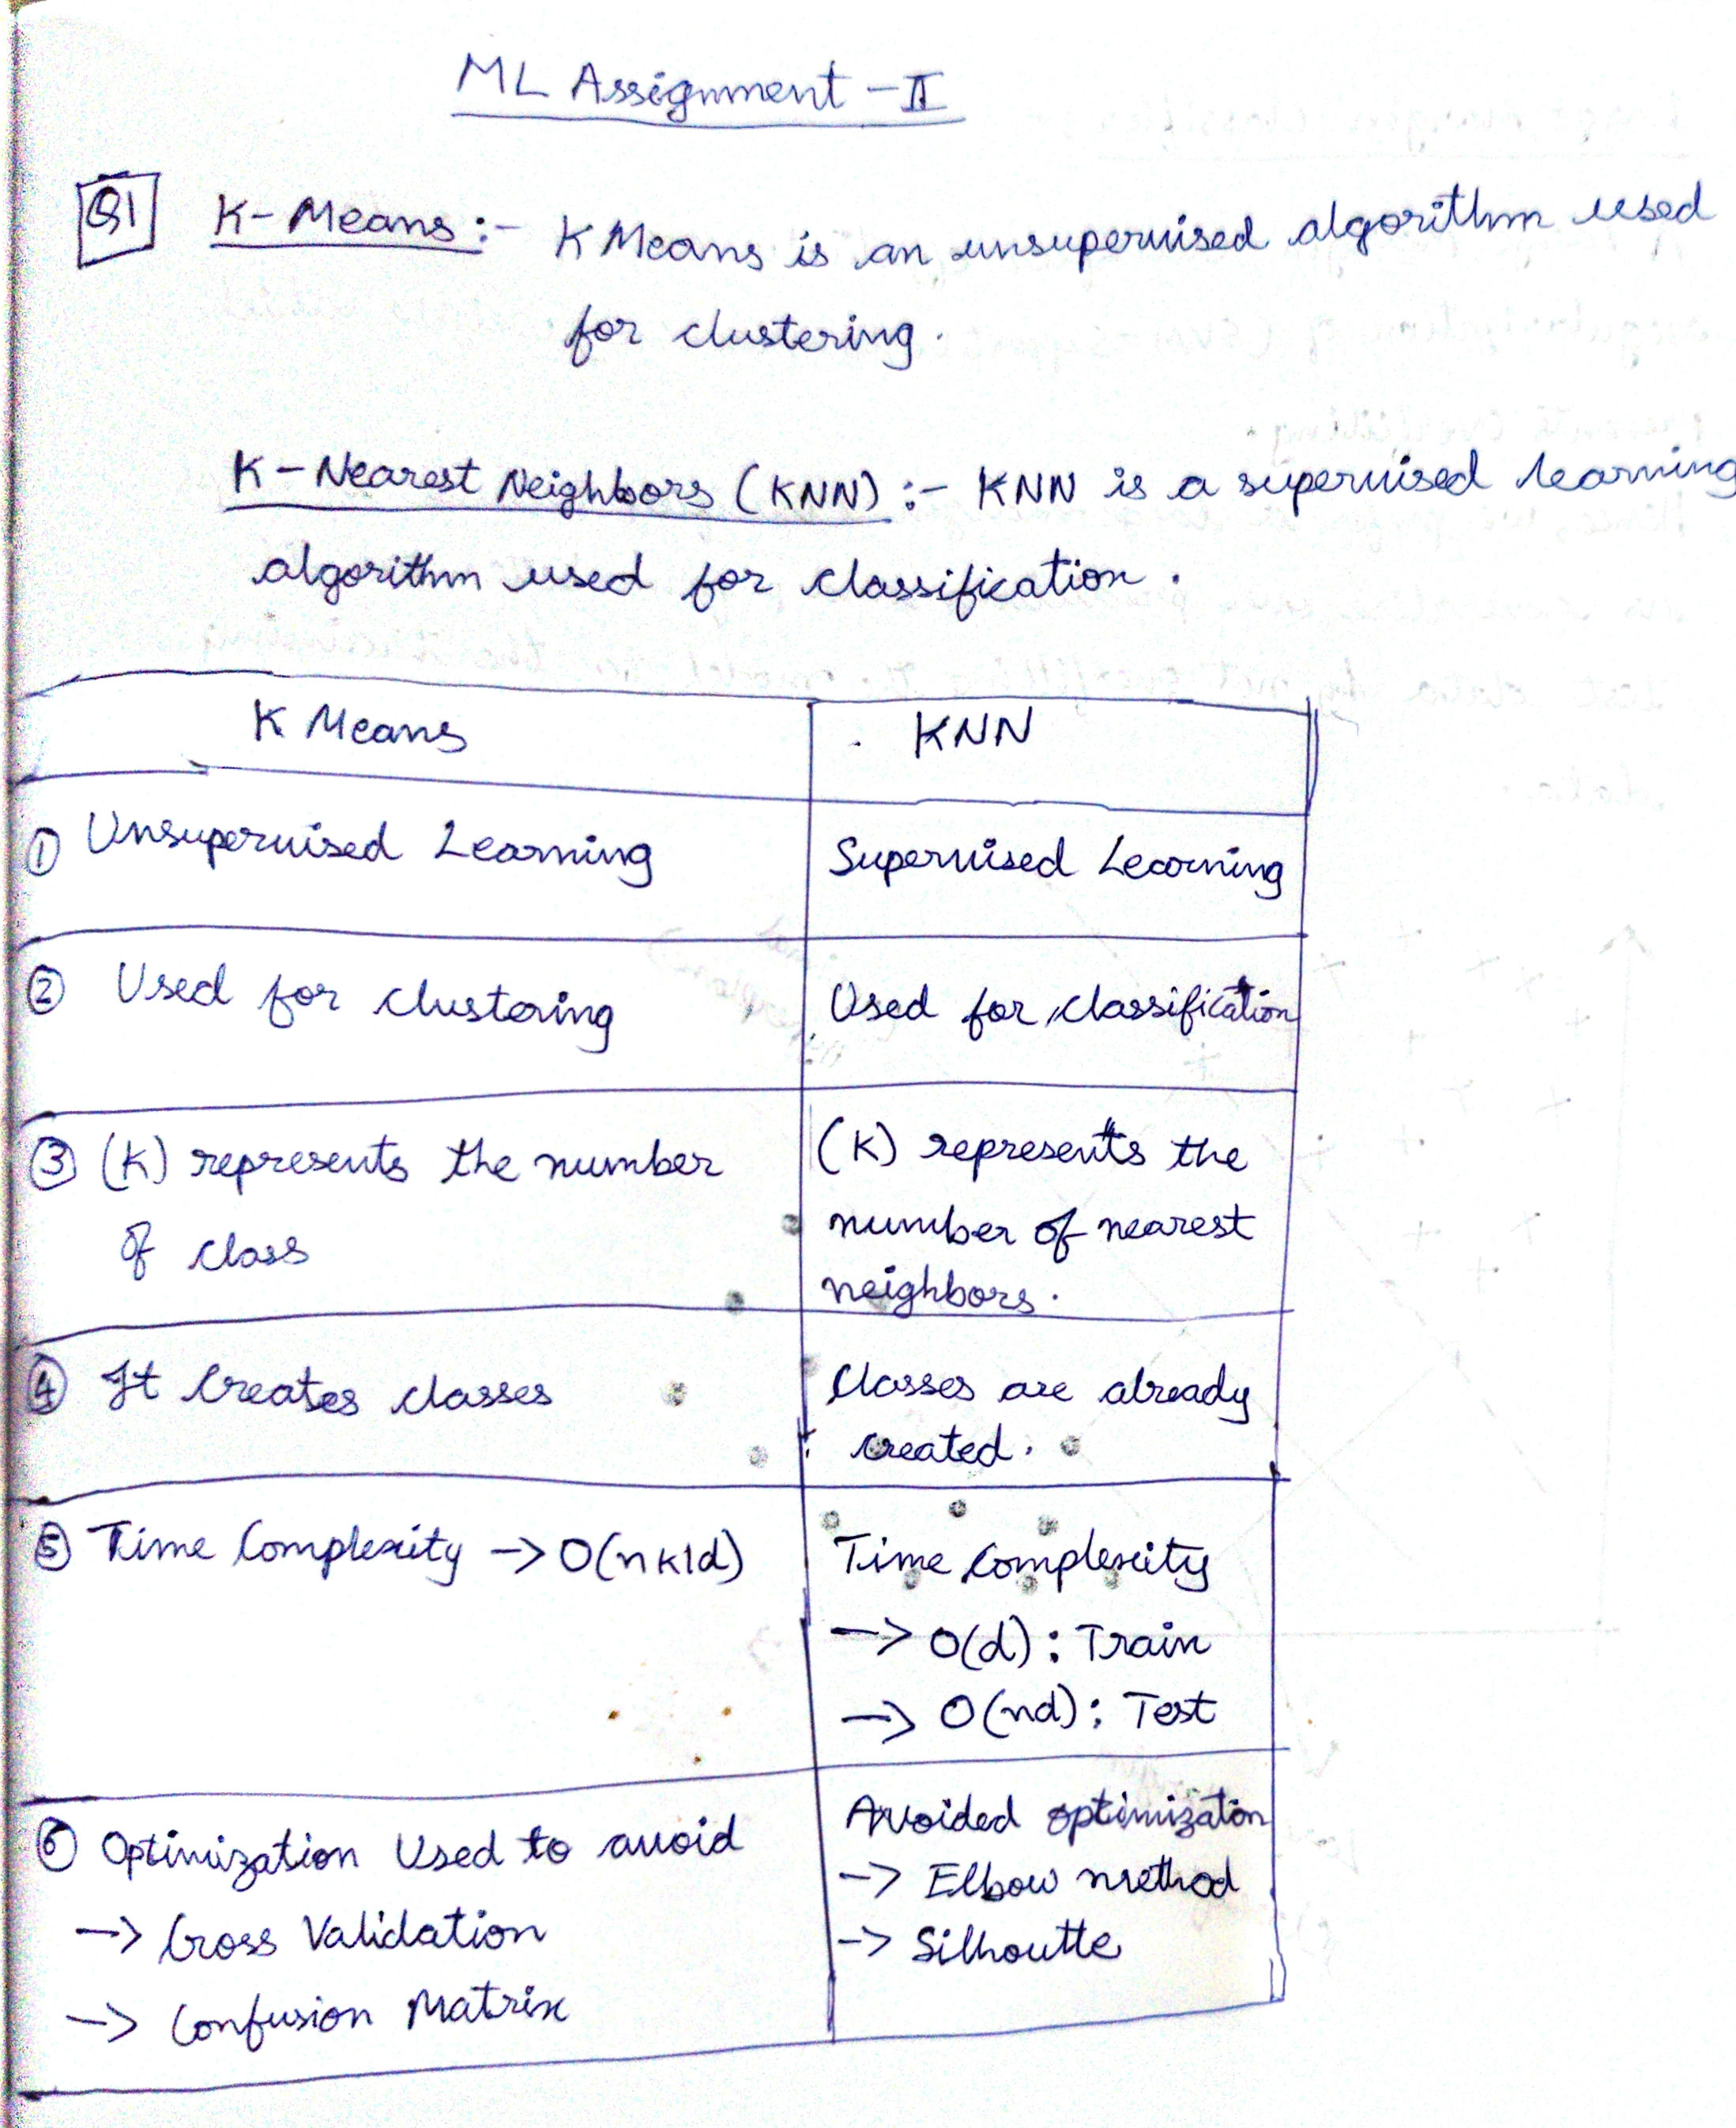 ML Assignment - II
Q1 K-Means :- K Means is an unsupervised algorithm used
for clustering.
K-Nearest Neighbors (KNN) :- KNN is a supervised learning
algorithm used for classification.
K Means KNN
① Unsupervised Learning Supervised Learning
② Used for clustering Used for classification
③ (K) represents the number
of class
(K) represents the
number of nearest
neighbors.
④ It Creates classes
Classes are already
created.
⑤ Time Complexity -> O(nkld)
Time Complexity
-> O(d) : Train
-> O(nd) : Test
⑥ Optimization Used to avoid
-> Cross Validation
-> Confusion Matrix
Avoided optimizaton
-> Elbow method
-> Silhoutte